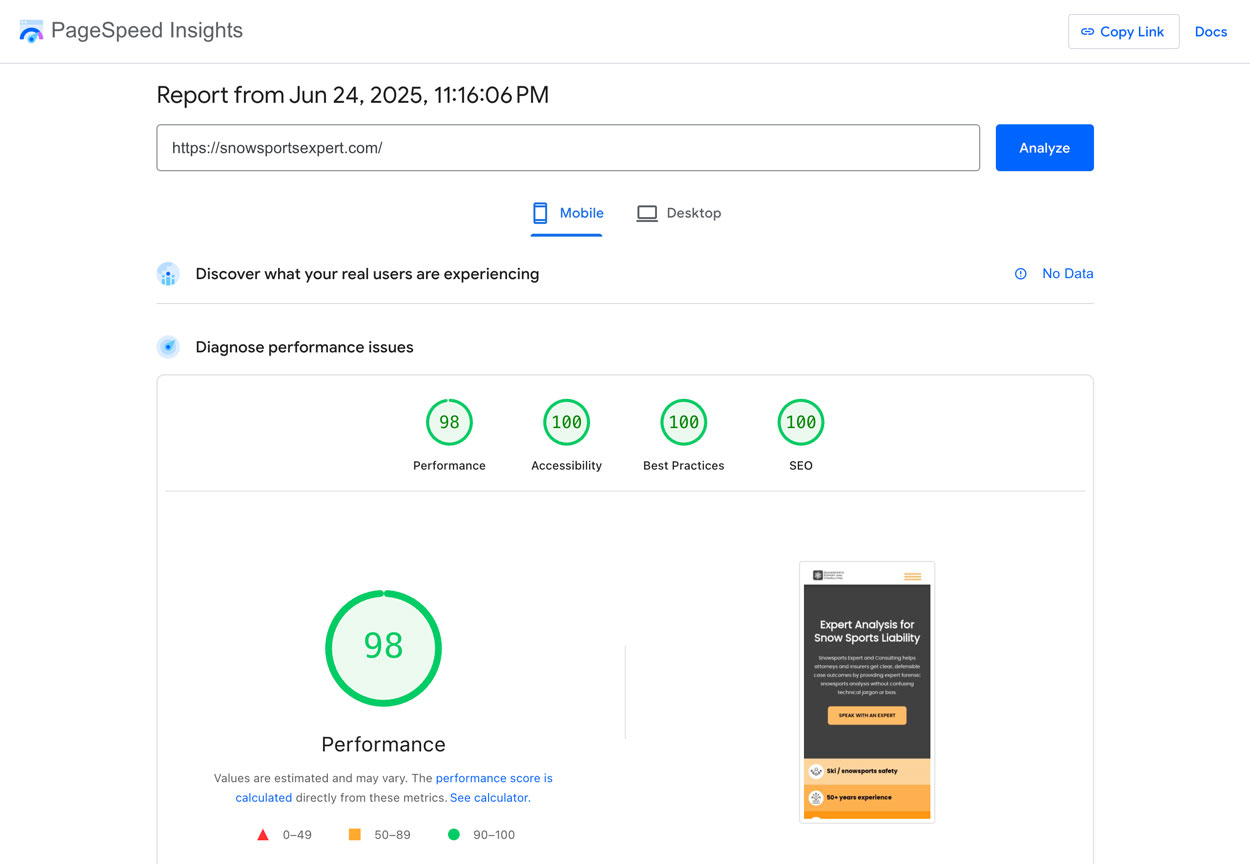 PageSpeed Insights
Copy Link
Docs
Report from Jun 24, 2025, 11:16:06 PM
https://snowsportsexpert.com/
Analyze
Mobile
Desktop
Discover what your real users are experiencing
No Data
Diagnose performance issues
98
100
100
100
Performance
Accessibility
Best Practices
SEO
98
Performance
Values are estimated and may vary. The performance score is
calculated directly from these metrics. See calculator.
0–49
50–89
90–100
Expert Analysis for
Snow Sports Liability
Snowsports Expert and Consulting helps
attorneys and insurers get clear, defensible
case outcomes by providing expert forensic
snowsports analysis without confusing
technical jargon or bias.
SPEAK WITH AN EXPERT
Ski / snowsports safety
50+ years experience